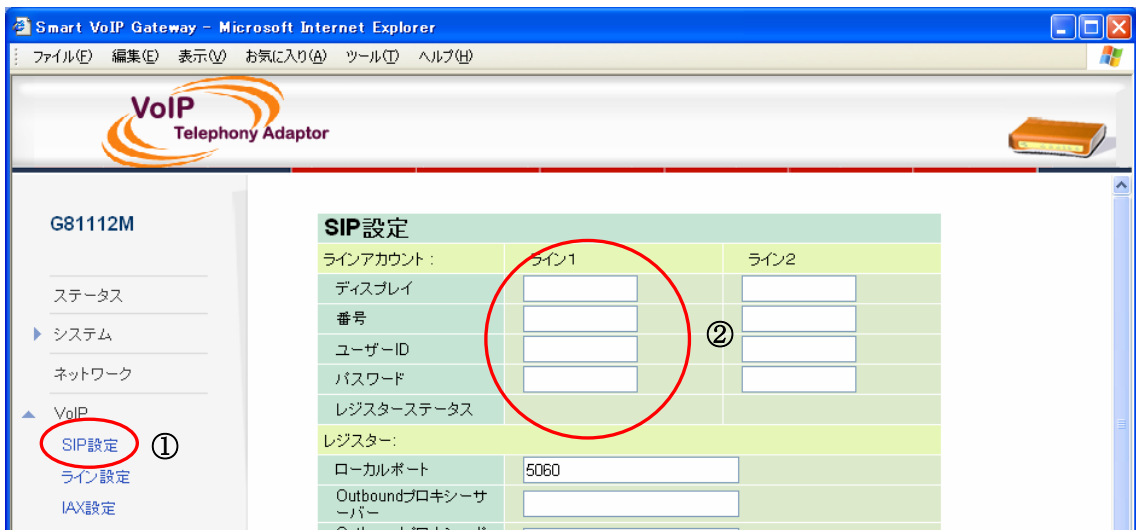 Smart VoIP Gateway - Microsoft Internet Explorer
ファイル(F) 編集(E) 表示(V) お気に入り(A) ツール(T) ヘルプ(H)
VoIP
Telephony Adaptor
G81112M
ステータス
システム
ネットワーク
VoIP
SIP設定 ①
ライン設定
IAX設定
SIP設定
ラインアカウント: ライン1 ライン2
ディスプレイ
番号
②
ユーザーID
パスワード
レジスターステータス
レジスター:
ローカルポート 5060
Outboundプロキシーサ
ーバー